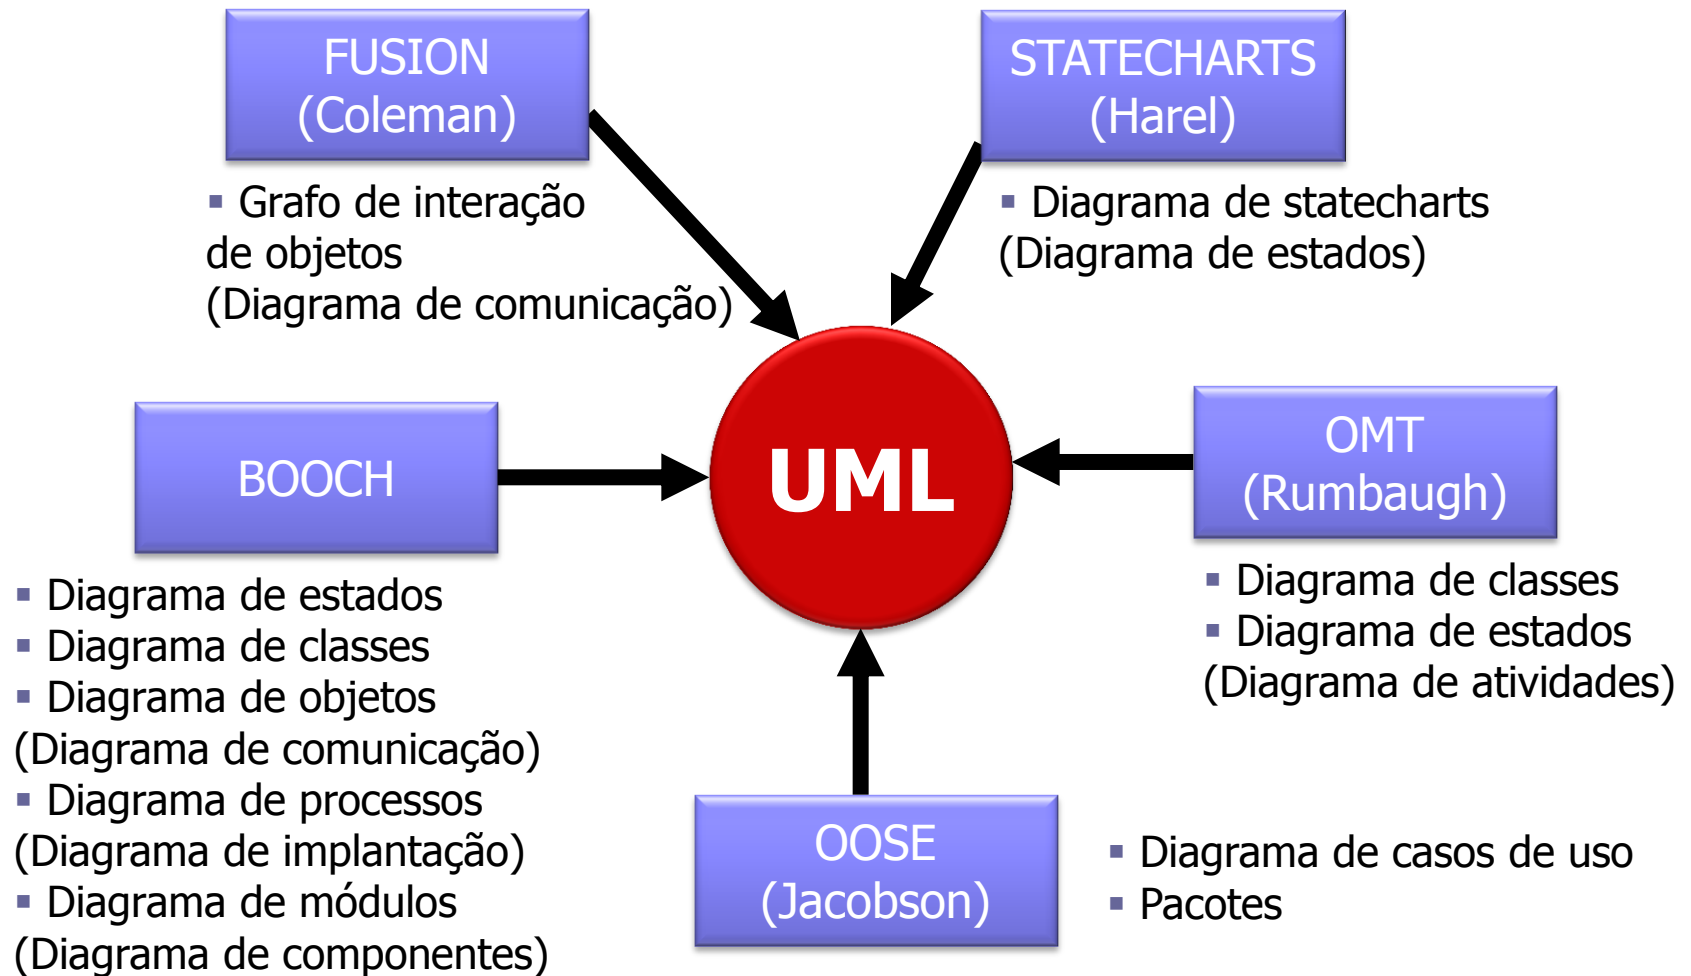 FUSION
(Coleman)
STATECHARTS
(Harel)
▪ Grafo de interação
de objetos
(Diagrama de comunicação)
▪ Diagrama de statecharts
(Diagrama de estados)
BOOCH
UML
OMT
(Rumbaugh)
▪ Diagrama de estados
▪ Diagrama de classes
▪ Diagrama de objetos
(Diagrama de comunicação)
▪ Diagrama de processos
(Diagrama de implantação)
▪ Diagrama de módulos
(Diagrama de componentes)
▪ Diagrama de classes
▪ Diagrama de estados
(Diagrama de atividades)
OOSE
(Jacobson)
▪ Diagrama de casos de uso
▪ Pacotes